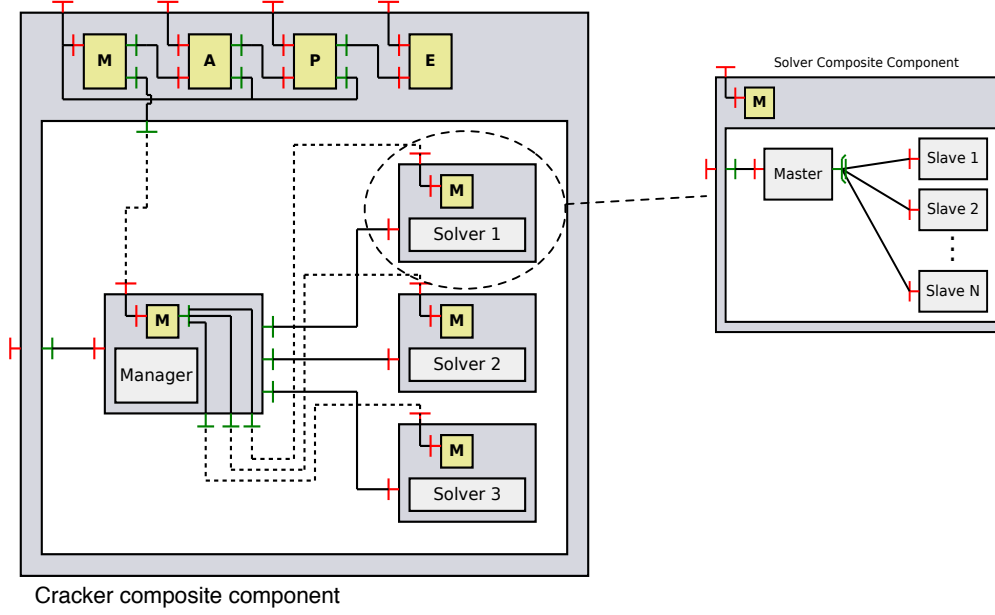 M A P E
Solver Composite Component
M
Master
Slave 1
Slave 2
⋮
Slave N
M
Solver 1
M
Manager
M
Solver 2
M
Solver 3
Cracker composite component